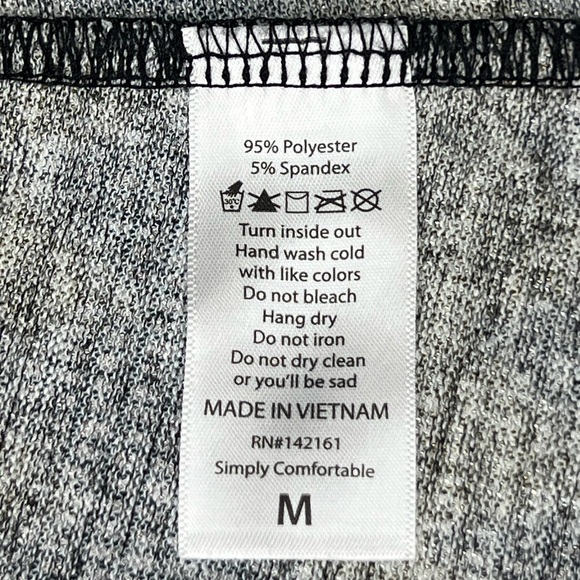 95% Polyester
5% Spandex
30°C
Turn inside out
Hand wash cold
with like colors
Do not bleach
Hang dry
Do not iron
Do not dry clean
or you'll be sad
MADE IN VIETNAM
RN#142161
Simply Comfortable
M